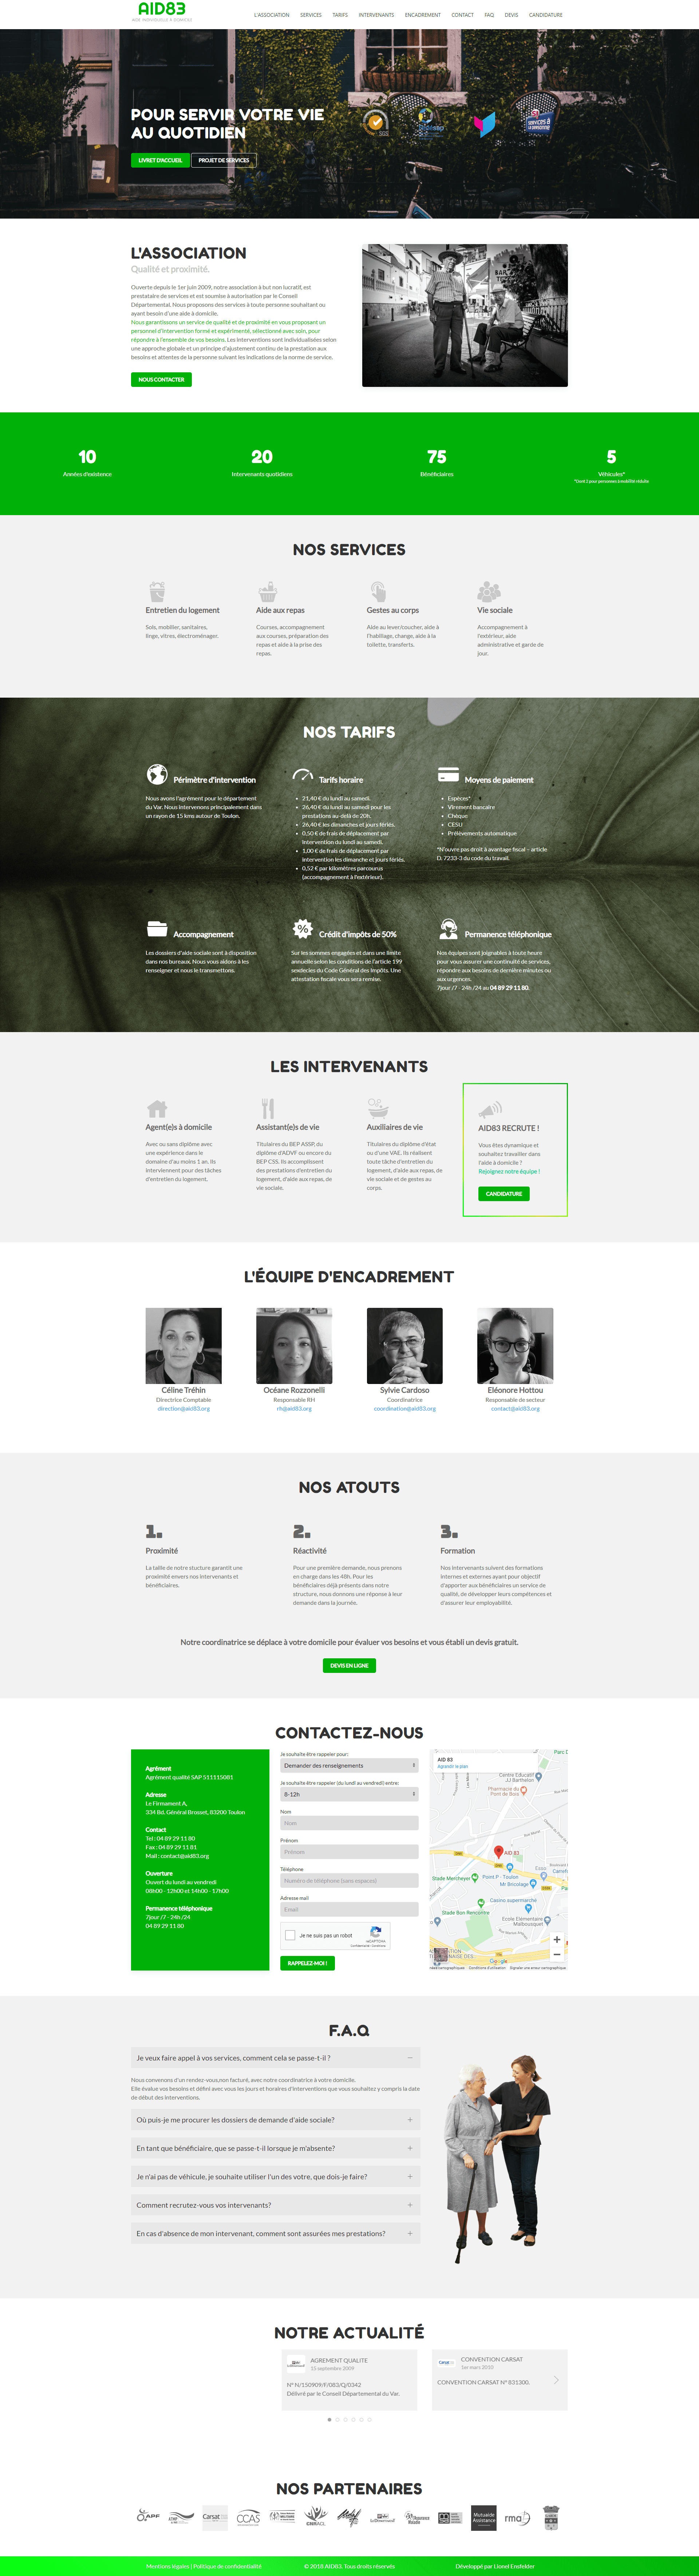 AID83
AIDE INDIVIDUELLE À DOMICILE
L'ASSOCIATION
SERVICES
TARIFS
INTERVENANTS
ENCADREMENT
CONTACT
FAQ
DEVIS
CANDIDATURE
POUR SERVIR VOTRE VIE
AU QUOTIDIEN
SGS
LIVRET D'ACCUEIL
PROJET DE SERVICES
L'ASSOCIATION
Qualité et proximité.
Ouverte depuis le 1er juin 2009, notre association à but non lucratif, est
prestataire de services et est soumise à autorisation par le Conseil
Départemental. Nous proposons des services à toute personne souhaitant ou
ayant besoin d'une aide à domicile.
Nous garantissons un service de qualité et de proximité en vous proposant un
personnel d'intervention formé et expérimenté, sélectionné avec soin, pour
répondre à l'ensemble de vos besoins. Les interventions sont individualisées selon
une approche globale et un principe d'ajustement continu de la prestation aux
besoins et attentes de la personne suivant les indications de la norme de service.
BAR
NOUS CONTACTER
10
Années d'existence
20
Intervenants quotidiens
75
Bénéficiaires
5
Véhicules*
*Dont 2 pour personnes à mobilité réduite
NOS SERVICES
Entretien du logement
Sols, mobilier, sanitaires,
linge, vitres, électroménager.
Aide aux repas
Courses, accompagnement
aux courses, préparation des
repas et aide à la prise des
repas.
Gestes au corps
Aide au lever/coucher, aide à
l'habillage, change, aide à la
toilette, transferts.
Vie sociale
Accompagnement à
l'extérieur, aide
administrative et garde de
jour.
NOS TARIFS
Périmètre d'intervention
Nous avons l'agrément pour le département
du Var. Nous intervenons principalement dans
un rayon de 15 kms autour de Toulon.
Tarifs horaire
21,40 € du lundi au samedi.
26,40 € du lundi au samedi pour les
prestations au-delà de 20h.
26,40 € les dimanches et jours fériés.
0,50 € de frais de déplacement par
intervention du lundi au samedi.
1,00 € de frais de déplacement par
intervention les dimanche et jours fériés.
0,52 € par kilomètres parcourus
(accompagnement à l'extérieur).
Moyens de paiement
Espèces*
Virement bancaire
Chèque
CESU
Prélèvements automatique
*N'ouvre pas droit à avantage fiscal – article
D. 7233-3 du code du travail.
Accompagnement
Les dossiers d'aide sociale sont à disposition
dans nos bureaux. Nous vous aidons à les
renseigner et nous le transmettons.
Crédit d'impôts de 50%
Sur les sommes engagées et dans une limite
annuelle selon les conditions de l'article 199
sexdecies du Code Général des Impôts. Une
attestation fiscale vous sera remise.
Permanence téléphonique
Nos équipes sont joignables à toute heure
pour vous assurer une continuité de services,
répondre aux besoins de dernière minutes ou
aux urgences.
7jour /7 - 24h /24 au 04 89 29 11 80.
LES INTERVENANTS
Agent(e)s à domicile
Avec ou sans diplôme avec
une expérience dans le
domaine d'au moins 1 an. Ils
interviennent pour des tâches
d'entretien du logement.
Assistant(e)s de vie
Titulaires du BEP ASSP, du
diplôme d'ADVF ou encore du
BEP CSS. Ils accomplissent
des prestations d'entretien du
logement, d'aide aux repas, de
vie sociale.
Auxiliaires de vie
Titulaires du diplôme d'état
ou d'une VAE. Ils réalisent
toute tâche d'entretien du
logement, d'aide aux repas, de
vie sociale et de gestes au
corps.
AID83 RECRUTE !
Vous êtes dynamique et
souhaitez travailler dans
l'aide à domicile ?
Rejoignez notre équipe !
CANDIDATURE
L'ÉQUIPE D'ENCADREMENT
Céline Tréhin
Directrice Comptable
direction@aid83.org
Océane Rozzonelli
Responsable RH
rh@aid83.org
Sylvie Cardoso
Coordinatrice
coordination@aid83.org
Eléonore Hottou
Responsable de secteur
contact@aid83.org
NOS ATOUTS
1.
Proximité
La taille de notre stucture garantit une
proximité envers nos intervenants et
bénéficiaires.
2.
Réactivité
Pour une première demande, nous prenons
en charge dans les 48h. Pour les
bénéficiaires déjà présents dans notre
structure, nous donnons une réponse à leur
demande dans la journée.
3.
Formation
Nos intervenants suivent des formations
internes et externes ayant pour objectif
d'apporter aux bénéficiaires un service de
qualité, de développer leurs compétences et
d'assurer leur employabilité.
Notre coordinatrice se déplace à votre domicile pour évaluer vos besoins et vous établi un devis gratuit.
DEVIS EN LIGNE
CONTACTEZ-NOUS
Agrément
Agrément qualité SAP 511115081
Adresse
Le Firmament A,
334 Bd. Général Brosset, 83200 Toulon
Contact
Tel : 04 89 29 11 80
Fax : 04 89 29 11 81
Mail : contact@aid83.org
Ouverture
Ouvert du lundi au vendredi
08h00 - 12h00 et 14h00 - 17h00
Permanence téléphonique
7jour /7 - 24h /24
04 89 29 11 80
Je souhaite être rappeler pour:
Demander des renseignements
Je souhaite être rappeler (du lundi au vendredi) entre:
8-12h
Nom
Nom
Prénom
Prénom
Téléphone
Numéro de téléphone (sans espaces)
Adresse mail
Email
Je ne suis pas un robot
reCAPTCHA
Confidentialité - Conditions
RAPPELEZ-MOI !
AID 83
Agrandir le plan
Parc D
Centre Educatif
JJ Barthelon
Pharmacie du
Pont de Bois
AID 83
Esso Express
Carref
Stade Mercheyer
Point P - Toulon
Mr Bricolage
Casino supermarché
Stade Bon Rencontre
Ecole Elementaire
Malbousquet
Google
Conditions d'utilisation
Signaler une erreur cartographique
F.A.Q
Je veux faire appel à vos services, comment cela se passe-t-il ?
Nous convenons d'un rendez-vous,non facturé, avec notre coordinatrice à votre domicile.
Elle évalue vos besoins et défini avec vous les jours et horaires d'interventions que vous souhaitez y compris la date
de début des interventions.
Où puis-je me procurer les dossiers de demande d'aide sociale?
En tant que bénéficiaire, que se passe-t-il lorsque je m'absente?
Je n'ai pas de véhicule, je souhaite utiliser l'un des votre, que dois-je faire?
Comment recrutez-vous vos intervenants?
En cas d'absence de mon intervenant, comment sont assurées mes prestations?
NOTRE ACTUALITÉ
AGREMENT QUALITE
15 septembre 2009
N° N/150909/F/083/Q/0342
Délivré par le Conseil Départemental du Var.
Carsat
CONVENTION CARSAT
1er mars 2010
CONVENTION CARSAT N° 831300.
NOS PARTENAIRES
APF
Carsat
CCAS
CNRACL
Mutuaide
Assistance
rma
Mentions légales | Politique de confidentialité
© 2018 AID83. Tous droits réservés
Développé par Lionel Ensfelder